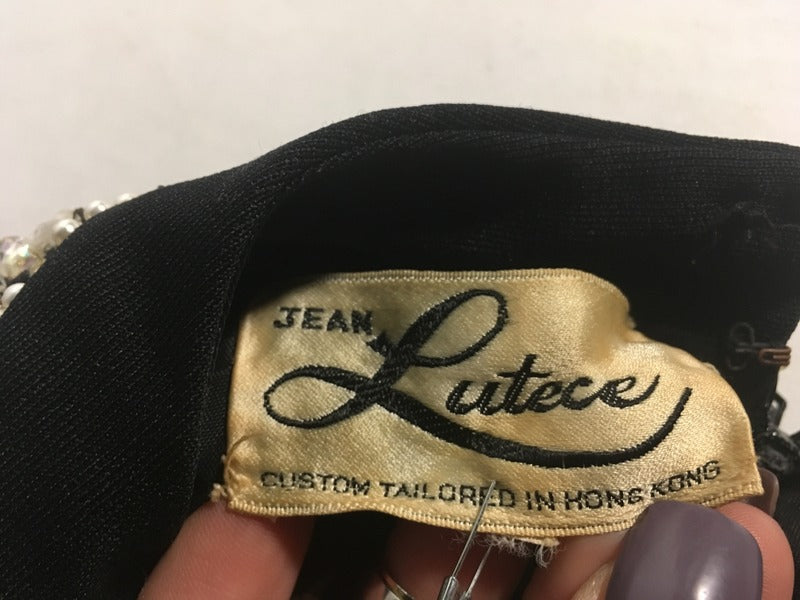 JEAN
Lutece
CUSTOM TAILORED IN HONG KONG